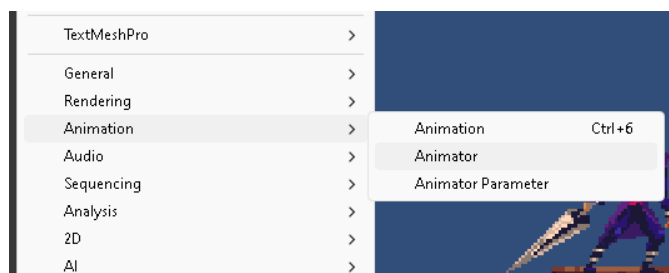 TextMeshPro
General
Rendering
Animation
Audio
Sequencing
Analysis
2D
AI
Animation Ctrl+6
Animator
Animator Parameter